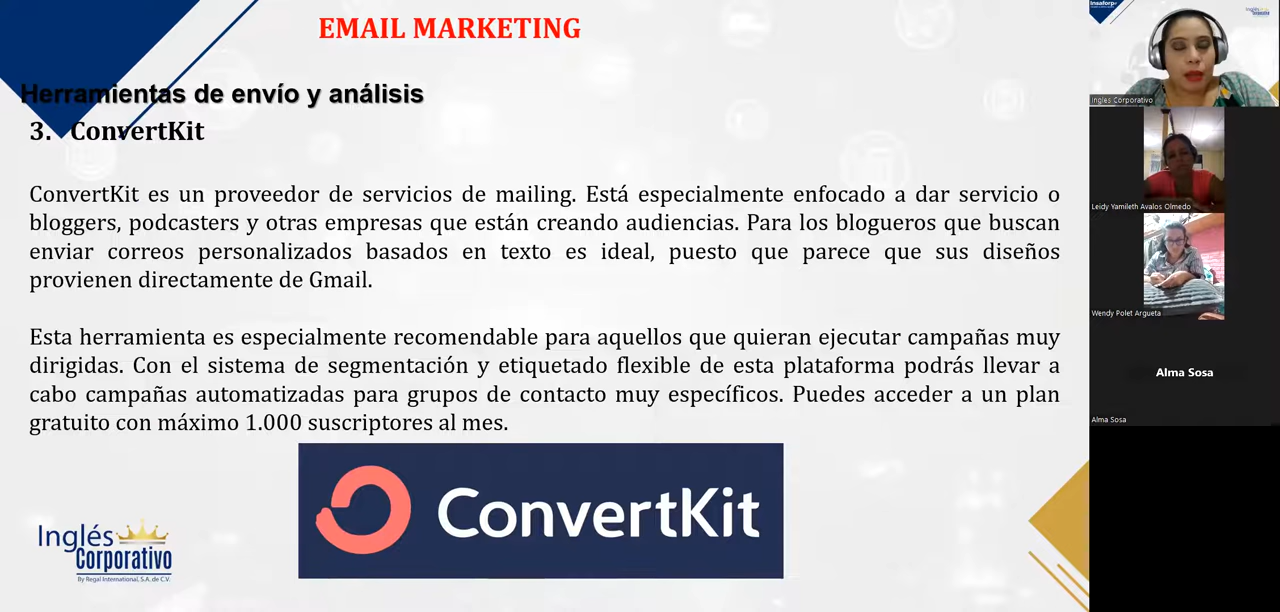 EMAIL MARKETING
Herramientas de envío y análisis
3. ConvertKit
ConvertKit es un proveedor de servicios de mailing. Está especialmente enfocado a dar servicio o
bloggers, podcasters y otras empresas que están creando audiencias. Para los blogueros que buscan
enviar correos personalizados basados en texto es ideal, puesto que parece que sus diseños
provienen directamente de Gmail.
Esta herramienta es especialmente recomendable para aquellos que quieran ejecutar campañas muy
dirigidas. Con el sistema de segmentación y etiquetado flexible de esta plataforma podrás llevar a
cabo campañas automatizadas para grupos de contacto muy específicos. Puedes acceder a un plan
gratuito con máximo 1.000 suscriptores al mes.
ConvertKit
Inglés
Corporativo
By Regal International, S.A. de C.V.
Insaforp
Inglés
Corporativo
Ingles Corporativo
Leidy Yamileth Avalos Olmedo
Wendy Polet Argueta
Alma Sosa
Alma Sosa